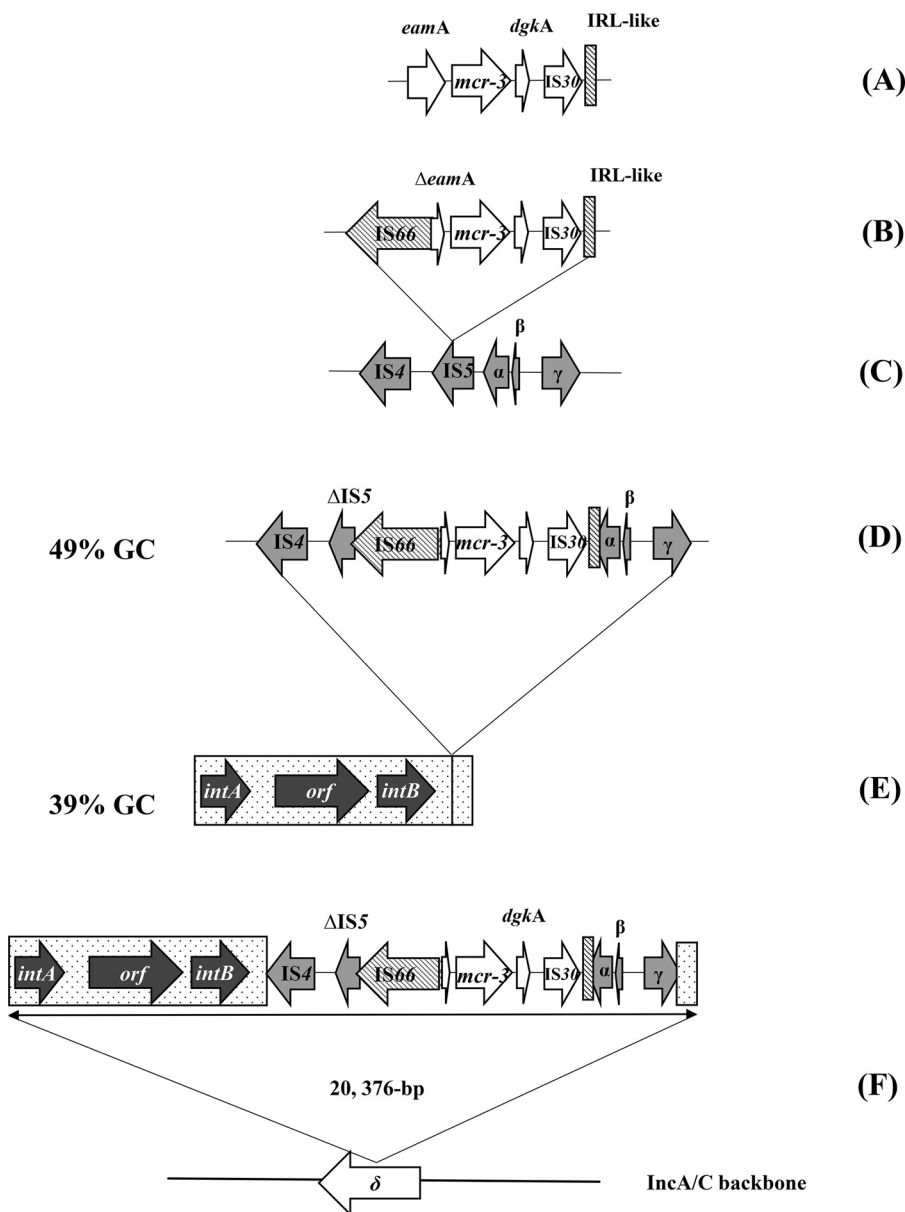 eamA dgkA IRL-like
mcr-3 IS30 (A)
ΔeamA IRL-like
IS66 mcr-3 IS30 (B)
β
IS4 IS5 α γ (C)
ΔIS5 β
49% GC IS4 IS66 mcr-3 IS30 α γ (D)
39% GC intA orf intB (E)
ΔIS5 dgkA β
intA orf intB IS4 IS66 mcr-3 IS30 α γ
20, 376-bp (F)
δ IncA/C backbone